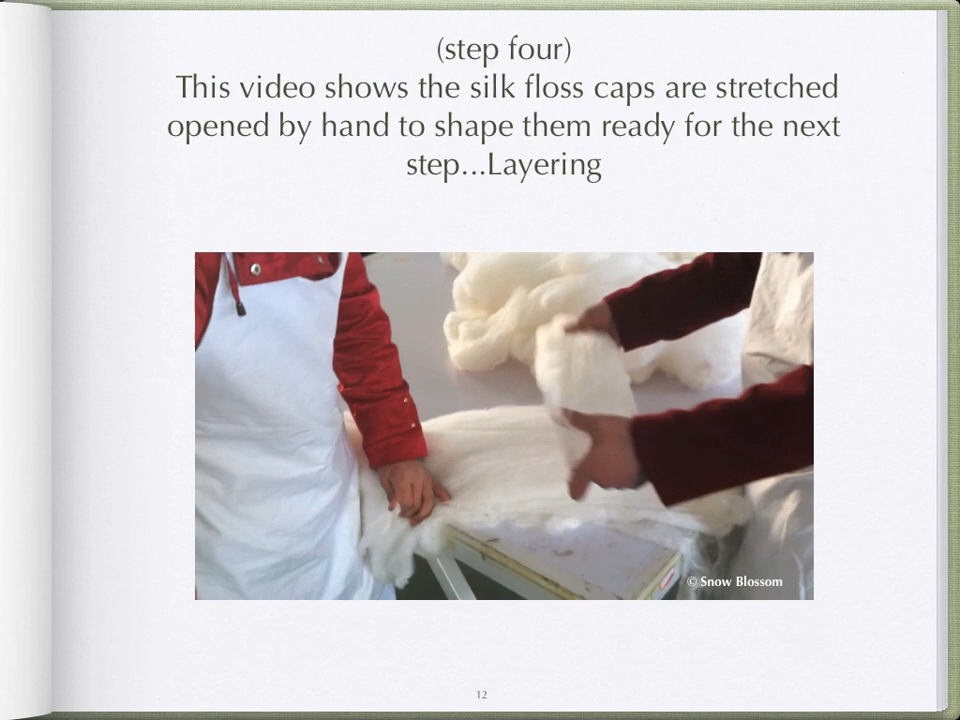 (step four)
This video shows the silk floss caps are stretched
opened by hand to shape them ready for the next
step...Layering
© Snow Blossom
12